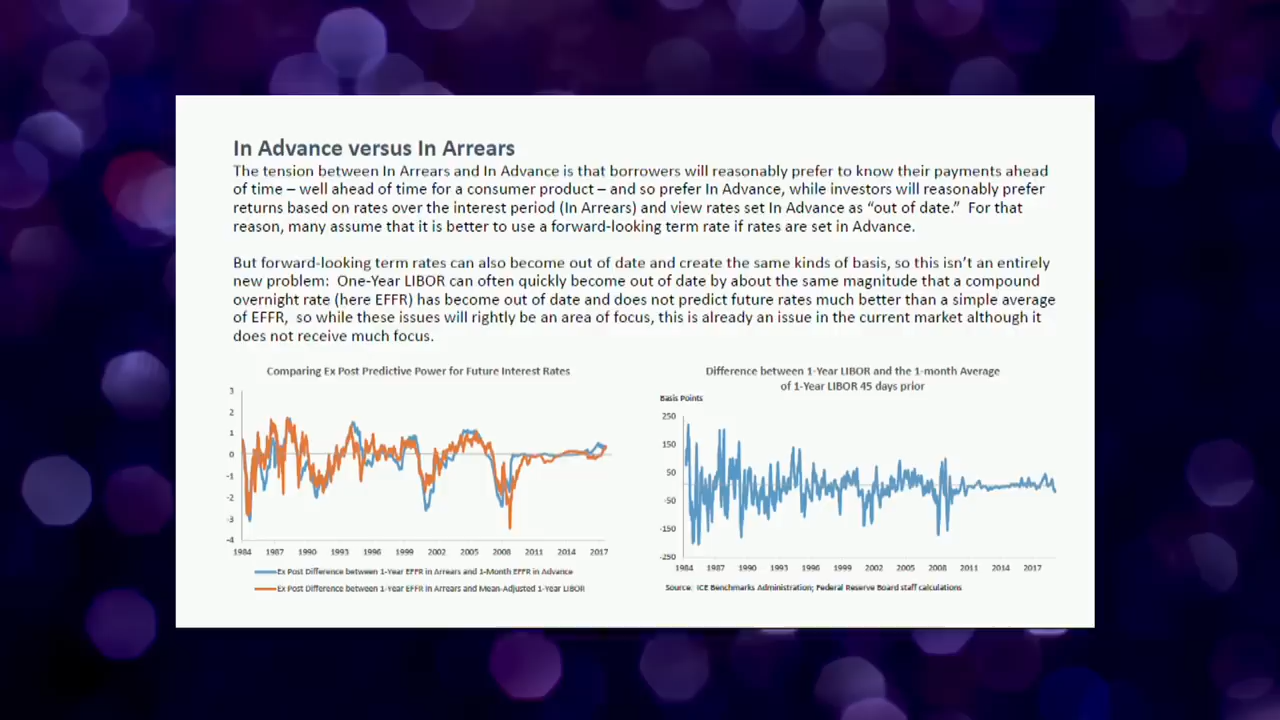 In Advance versus In Arrears
The tension between In Arrears and In Advance is that borrowers will reasonably prefer to know their payments ahead
of time – well ahead of time for a consumer product – and so prefer In Advance, while investors will reasonably prefer
returns based on rates over the interest period (In Arrears) and view rates set In Advance as “out of date.” For that
reason, many assume that it is better to use a forward-looking term rate if rates are set in Advance.
But forward-looking term rates can also become out of date and create the same kinds of basis, so this isn’t an entirely
new problem: One-Year LIBOR can often quickly become out of date by about the same magnitude that a compound
overnight rate (here EFFR) has become out of date and does not predict future rates much better than a simple average
of EFFR, so while these issues will rightly be an area of focus, this is already an issue in the current market although it
does not receive much focus.
Comparing Ex Post Predictive Power for Future Interest Rates
3
2
1
0
-1
-2
-3
-4
1984 1987 1990 1993 1996 1999 2002 2005 2008 2011 2014 2017
Ex Post Difference between 1-Year EFFR in Arrears and 1-Month EFFR in Advance
Ex Post Difference between 1-Year EFFR in Arrears and Mean-Adjusted 1-Year LIBOR
Difference between 1-Year LIBOR and the 1-month Average
of 1-Year LIBOR 45 days prior
Basis Points
250
150
50
-50
-150
-250
1984 1987 1990 1993 1996 1999 2002 2005 2008 2011 2014 2017
Source: ICE Benchmarks Administration; Federal Reserve Board staff calculations